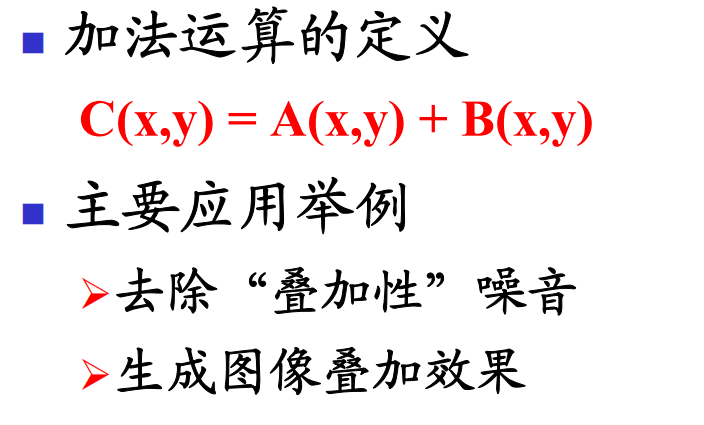 加法运算的定义
C(x,y) = A(x,y) + B(x,y)
主要应用举例
去除“叠加性”噪音
生成图像叠加效果